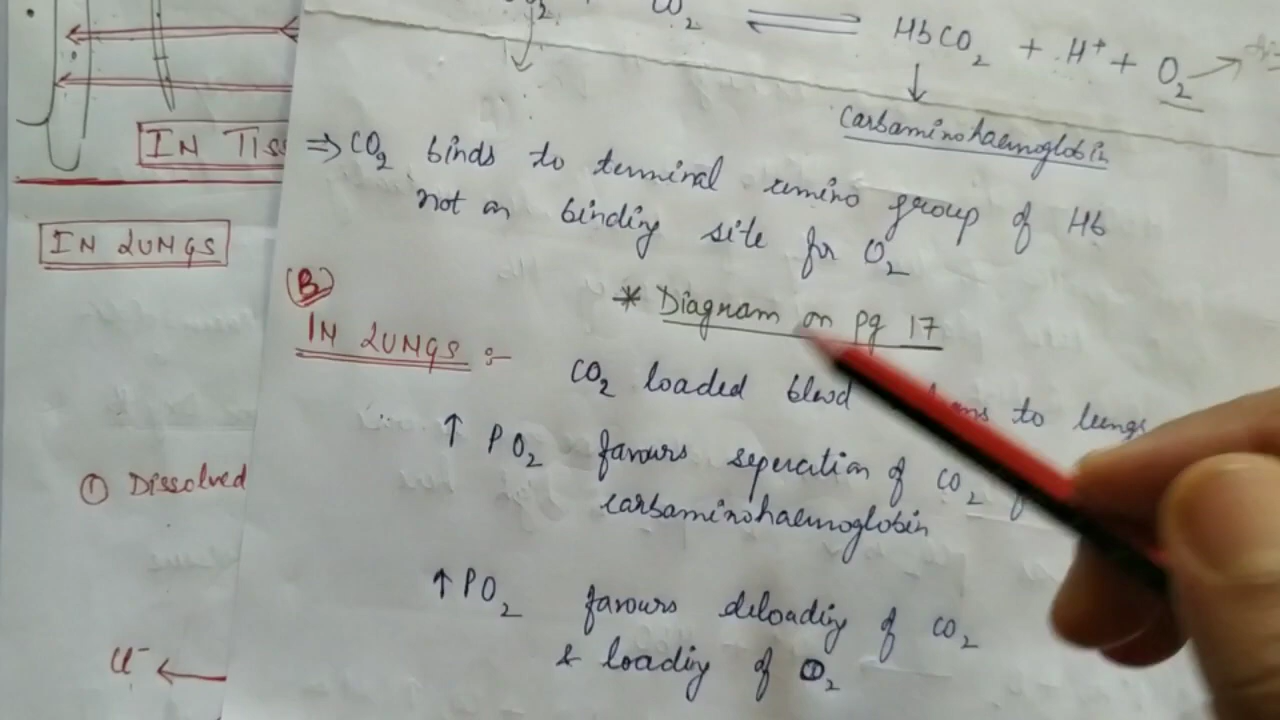 CO₂ ⇌ HbCO₂ + H⁺ + O₂ →
Carbaminohaemoglobin
⇒ CO₂ binds to terminal amino group of Hb
not on binding site for O₂
* Diagram on pg 17
(B)
IN LUNGS :-
CO₂ loaded blood to lungs
↑ PO₂ favours seperation of CO₂
carbaminohaemoglobin
↑ PO₂ favours deloading of CO₂
& loading of O₂
IN TISS
IN LUNGS
① Dissolved
Cl⁻ ←